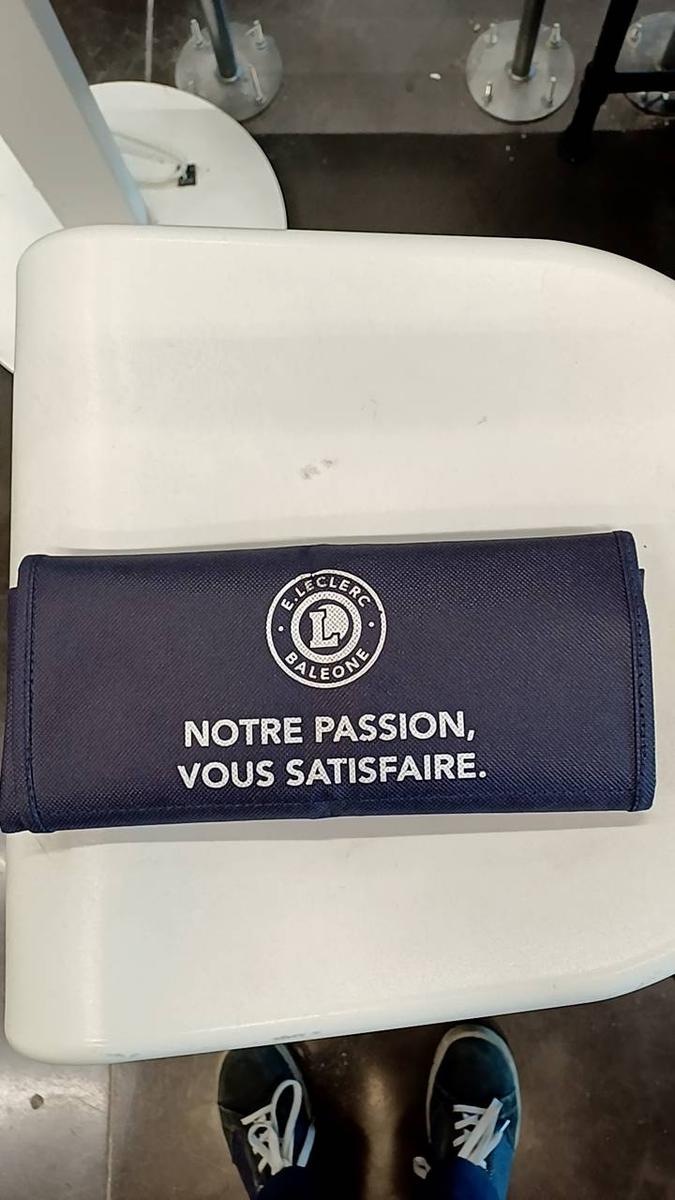 E.LECLERC
L
BALEONE
NOTRE PASSION,
VOUS SATISFAIRE.